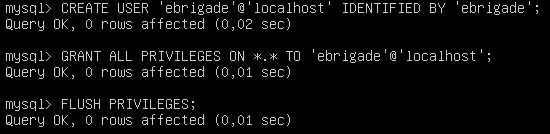 mysql> CREATE USER 'ebrigade'@'localhost' IDENTIFIED BY 'ebrigade';
Query OK, 0 rows affected (0,02 sec)
mysql> GRANT ALL PRIVILEGES ON *.* TO 'ebrigade'@'localhost';
Query OK, 0 rows affected (0,01 sec)
mysql> FLUSH PRIVILEGES;
Query OK, 0 rows affected (0,01 sec)